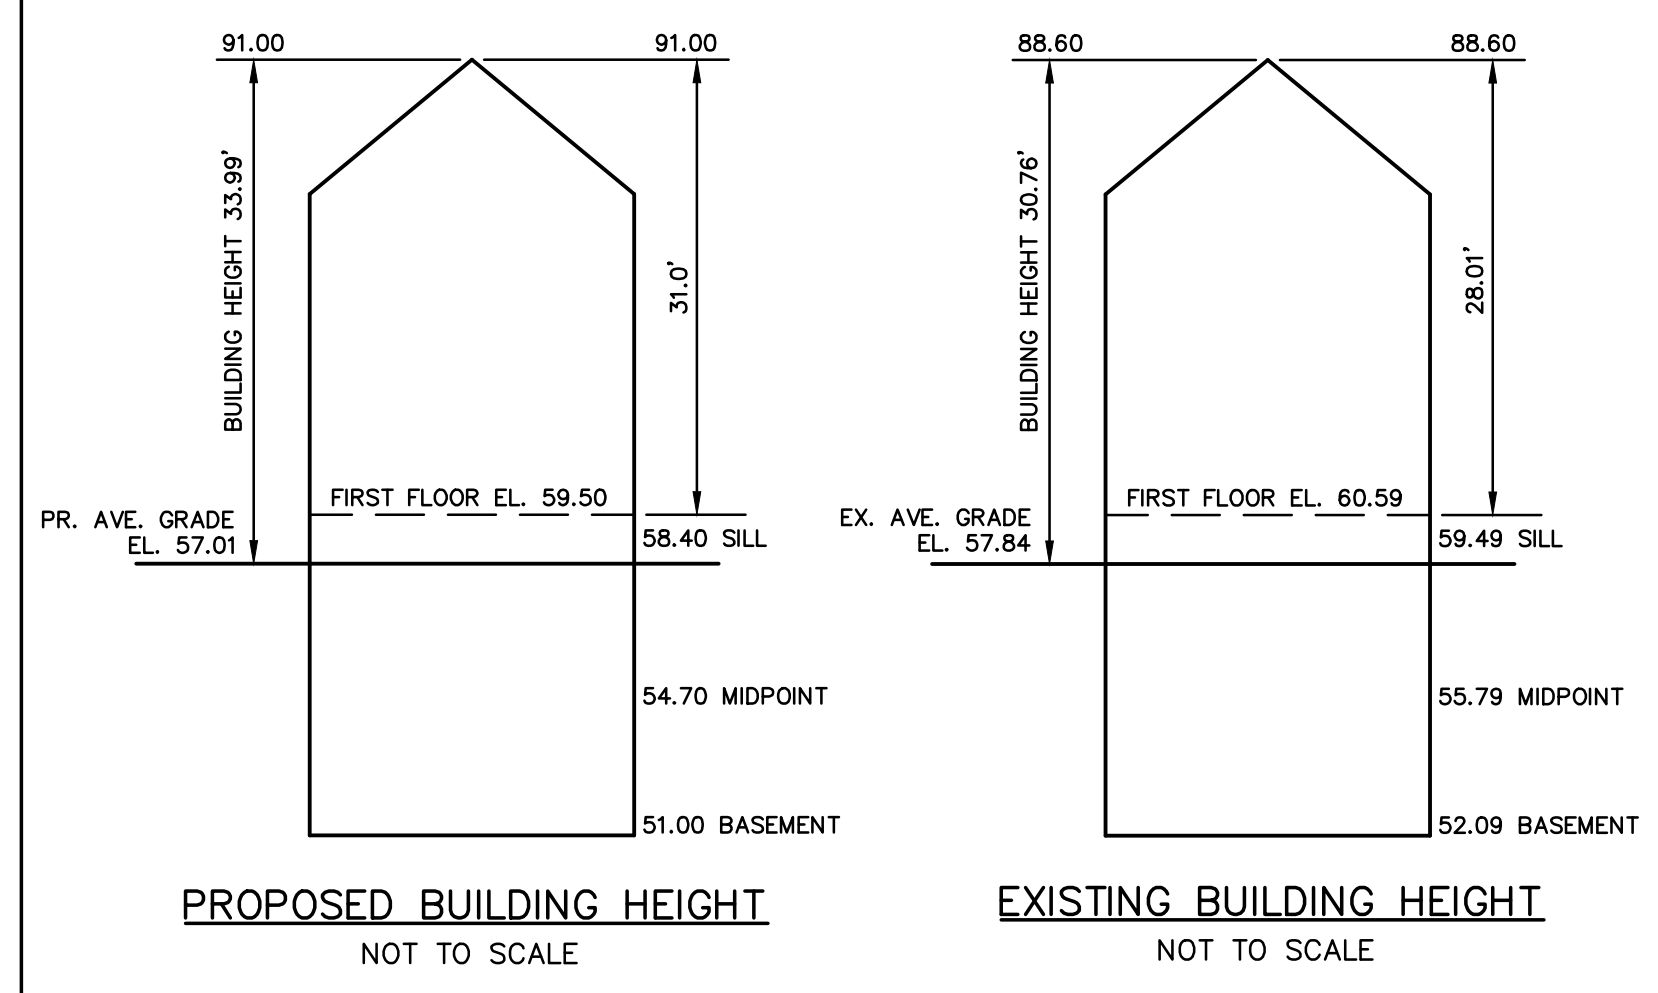 91.00
91.00
BUILDING HEIGHT 33.99'
31.0'
FIRST FLOOR EL. 59.50
PR. AVE. GRADE
EL. 57.01
58.40 SILL
54.70 MIDPOINT
51.00 BASEMENT
PROPOSED BUILDING HEIGHT
NOT TO SCALE
88.60
88.60
BUILDING HEIGHT 30.76'
28.01'
FIRST FLOOR EL. 60.59
EX. AVE. GRADE
EL. 57.84
59.49 SILL
55.79 MIDPOINT
52.09 BASEMENT
EXISTING BUILDING HEIGHT
NOT TO SCALE